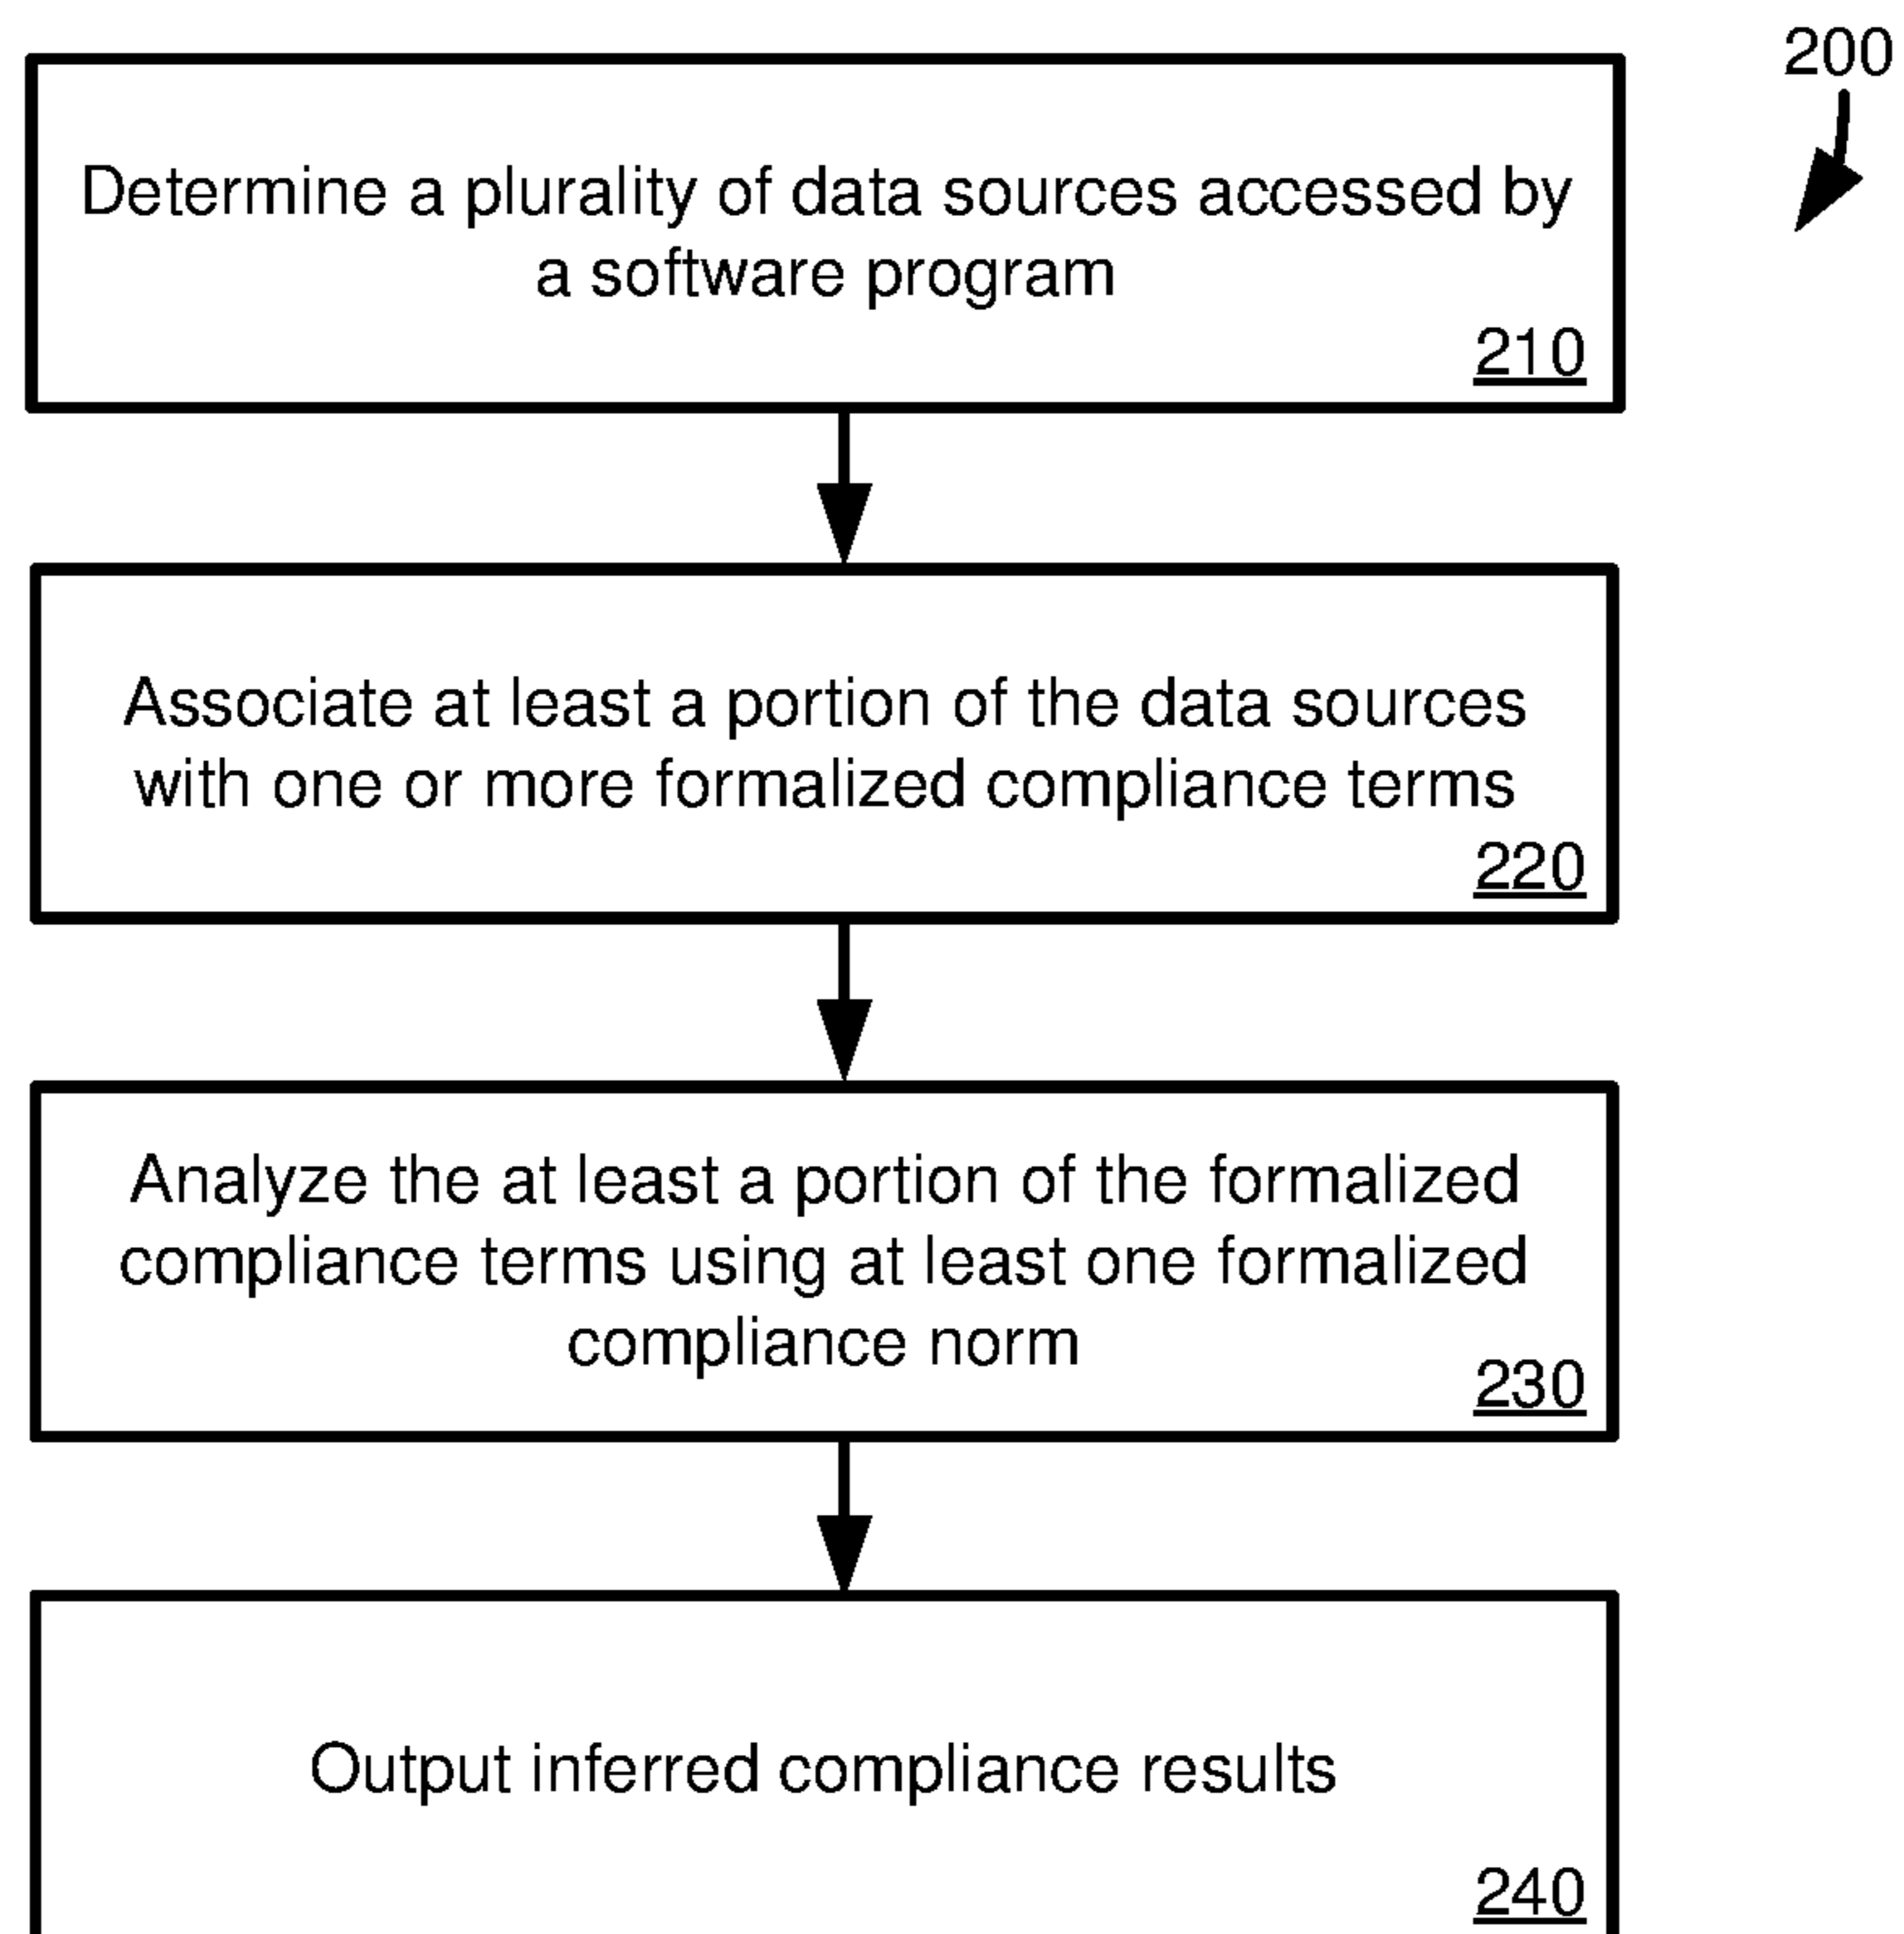 200
Determine a plurality of data sources accessed by
a software program
210
Associate at least a portion of the data sources
with one or more formalized compliance terms
220
Analyze the at least a portion of the formalized
compliance terms using at least one formalized
compliance norm
230
Output inferred compliance results
240